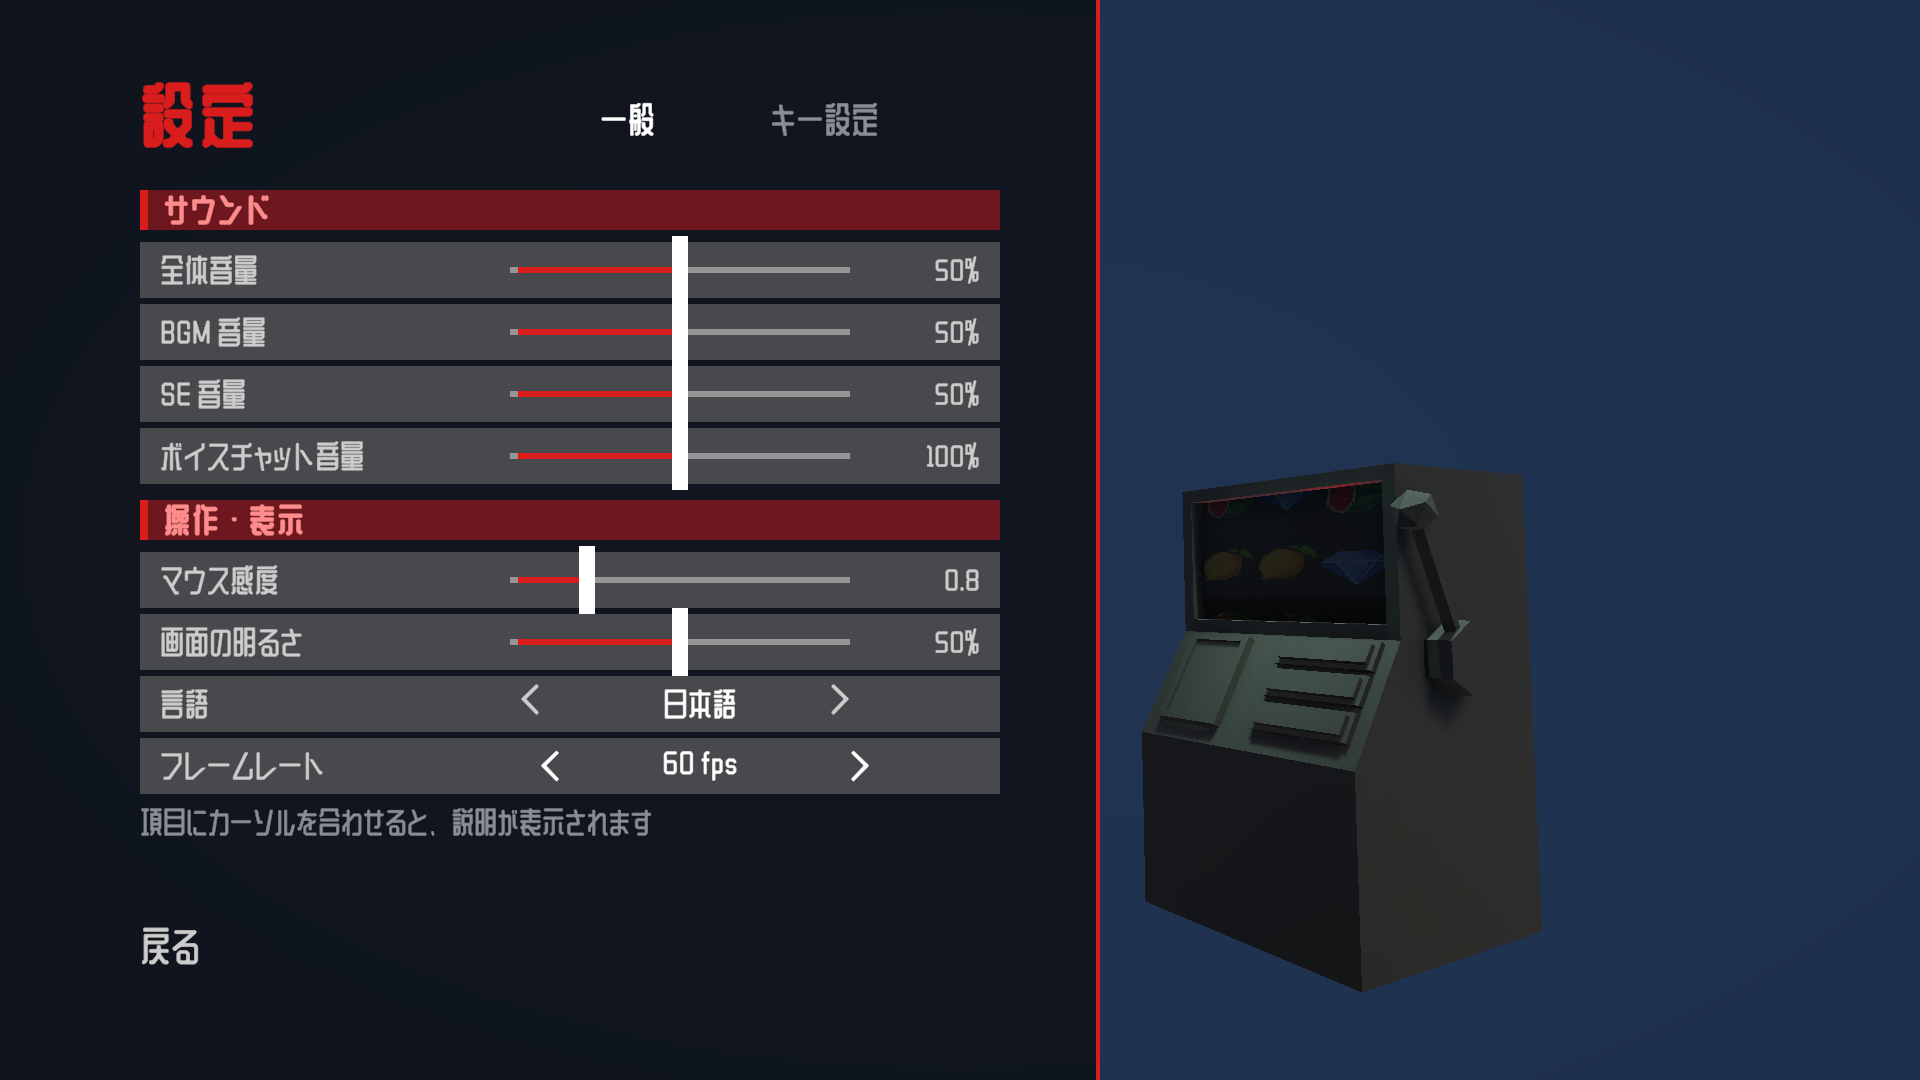 設定
一般
キー設定
サウンド
全体音量 50%
BGM 音量 50%
SE 音量 50%
ボイスチャット音量 100%
操作・表示
マウス感度 0.8
画面の明るさ 50%
言語 日本語
フレームレート 60 fps
項目にカーソルを合わせると、説明が表示されます
戻る